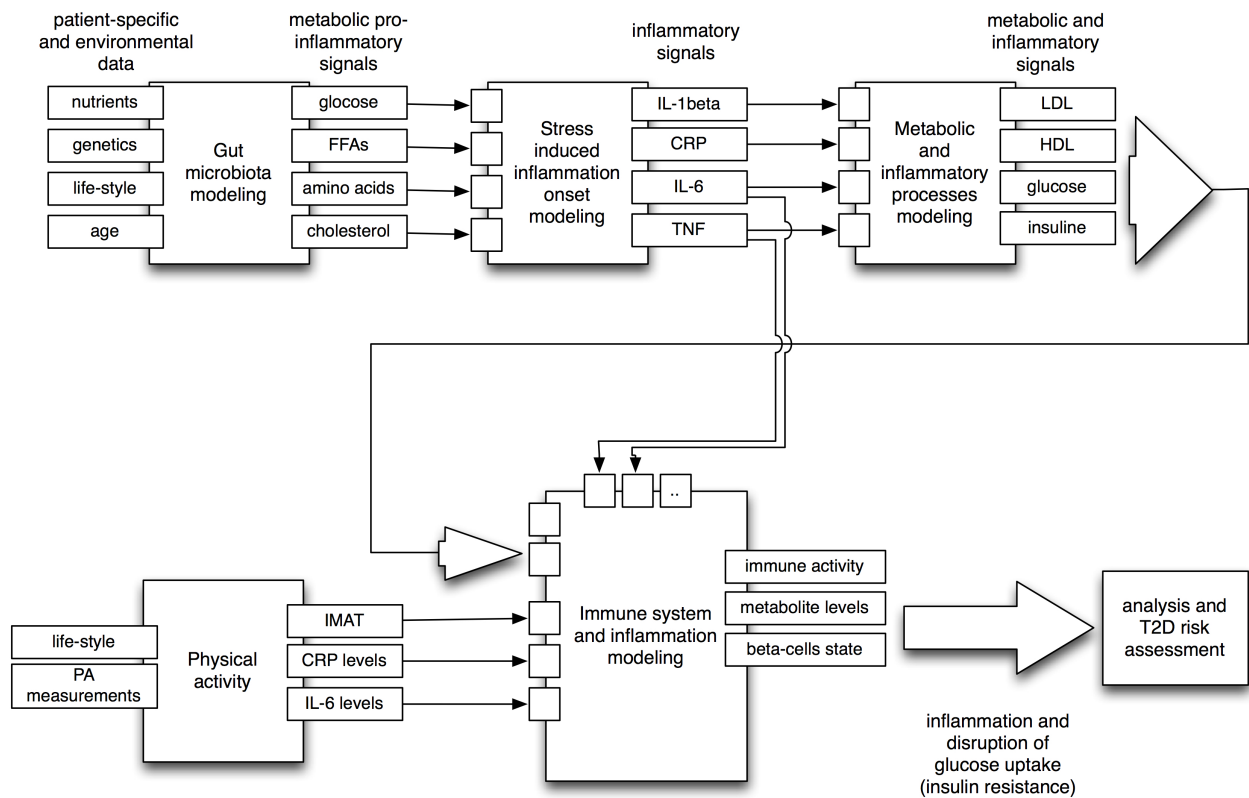 patient-specific
and environmental
data
metabolic pro-
inflammatory
signals
inflammatory
signals
metabolic and
inflammatory
signals
nutrients
genetics
life-style
age
Gut
microbiota
modeling
glocose
FFAs
amino acids
cholesterol
Stress
induced
inflammation
onset
modeling
IL-1beta
CRP
IL-6
TNF
Metabolic
and
inflammatory
processes
modeling
LDL
HDL
glucose
insuline
..
life-style
PA
measurements
Physical
activity
IMAT
CRP levels
IL-6 levels
Immune system
and inflammation
modeling
immune activity
metabolite levels
beta-cells state
inflammation and
disruption of
glucose uptake
(insulin resistance)
analysis and
T2D risk
assessment